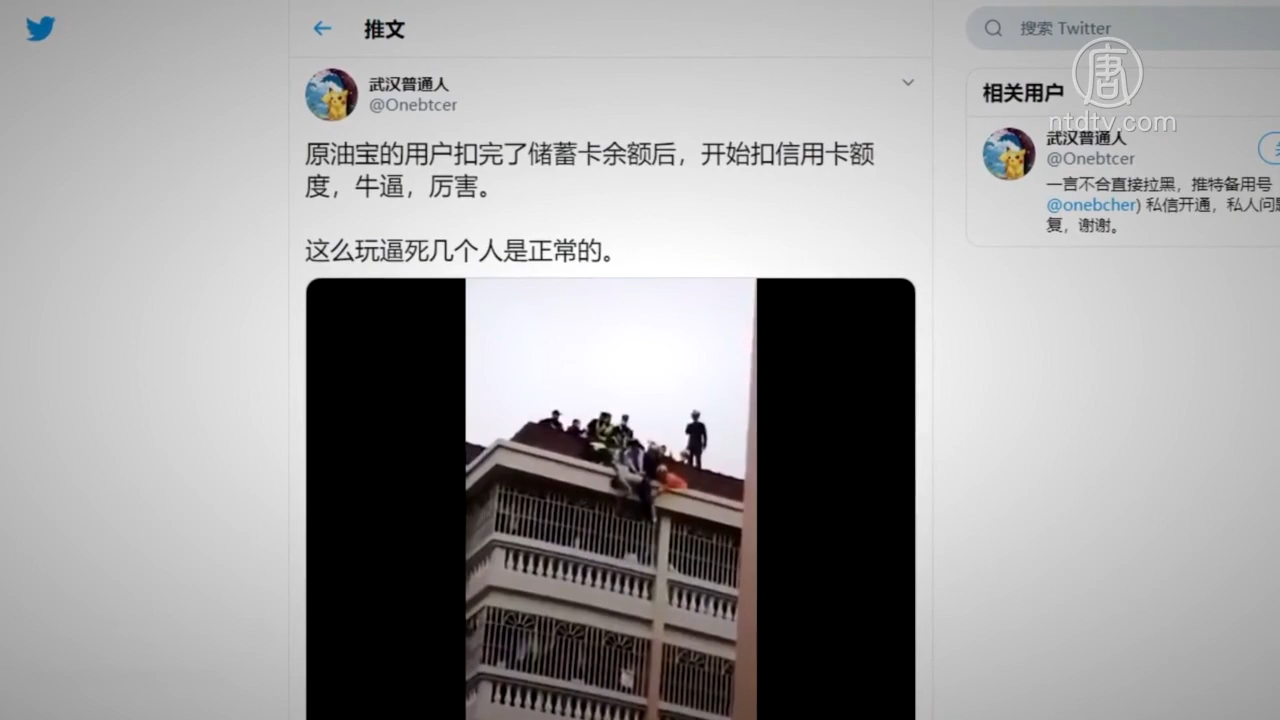 推文
搜索 Twitter
武汉普通人
@Onebtcer
原油宝的用户扣完了储蓄卡余额后，开始扣信用卡额
度，牛逼，厉害。
这么玩逼死几个人是正常的。
相关用户
唐
ntdtv.com
武汉普通人
@Onebtcer
一言不合直接拉黑，推特备用号
@onebcher) 私信开通，私人问
复，谢谢。